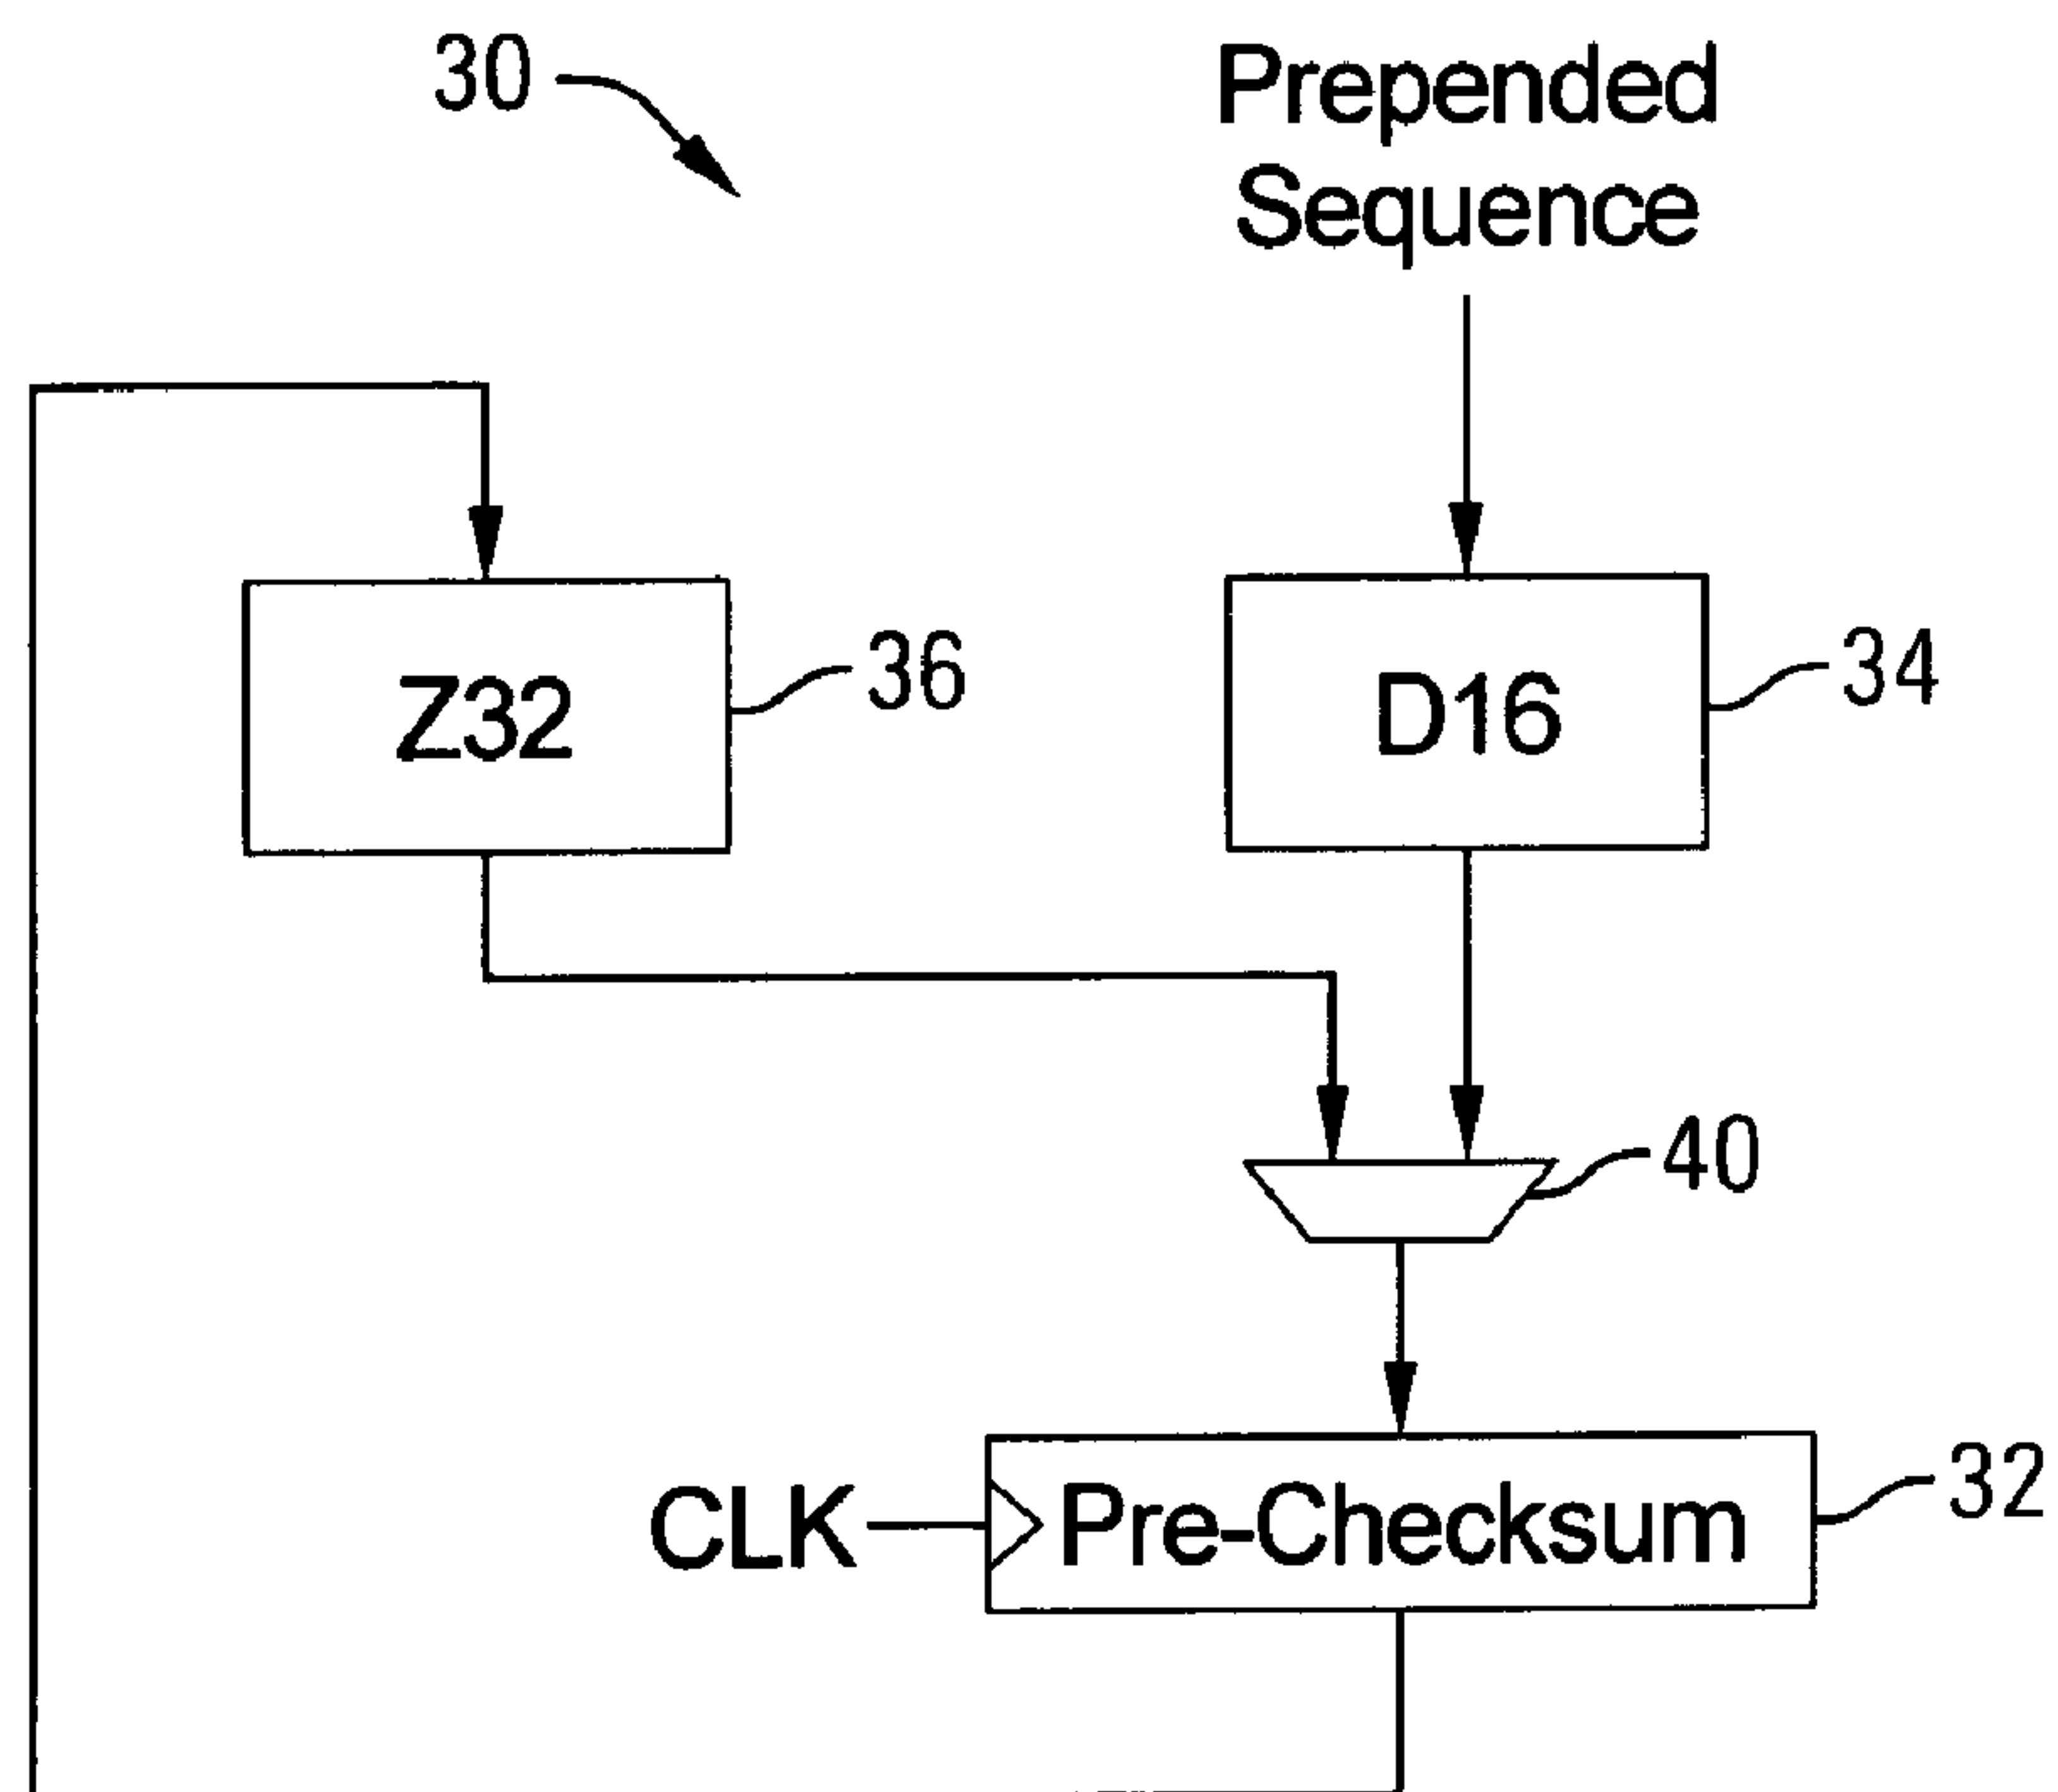 30
Prepended
Sequence
Z32
36
D16
34
40
CLK
Pre-Checksum
32